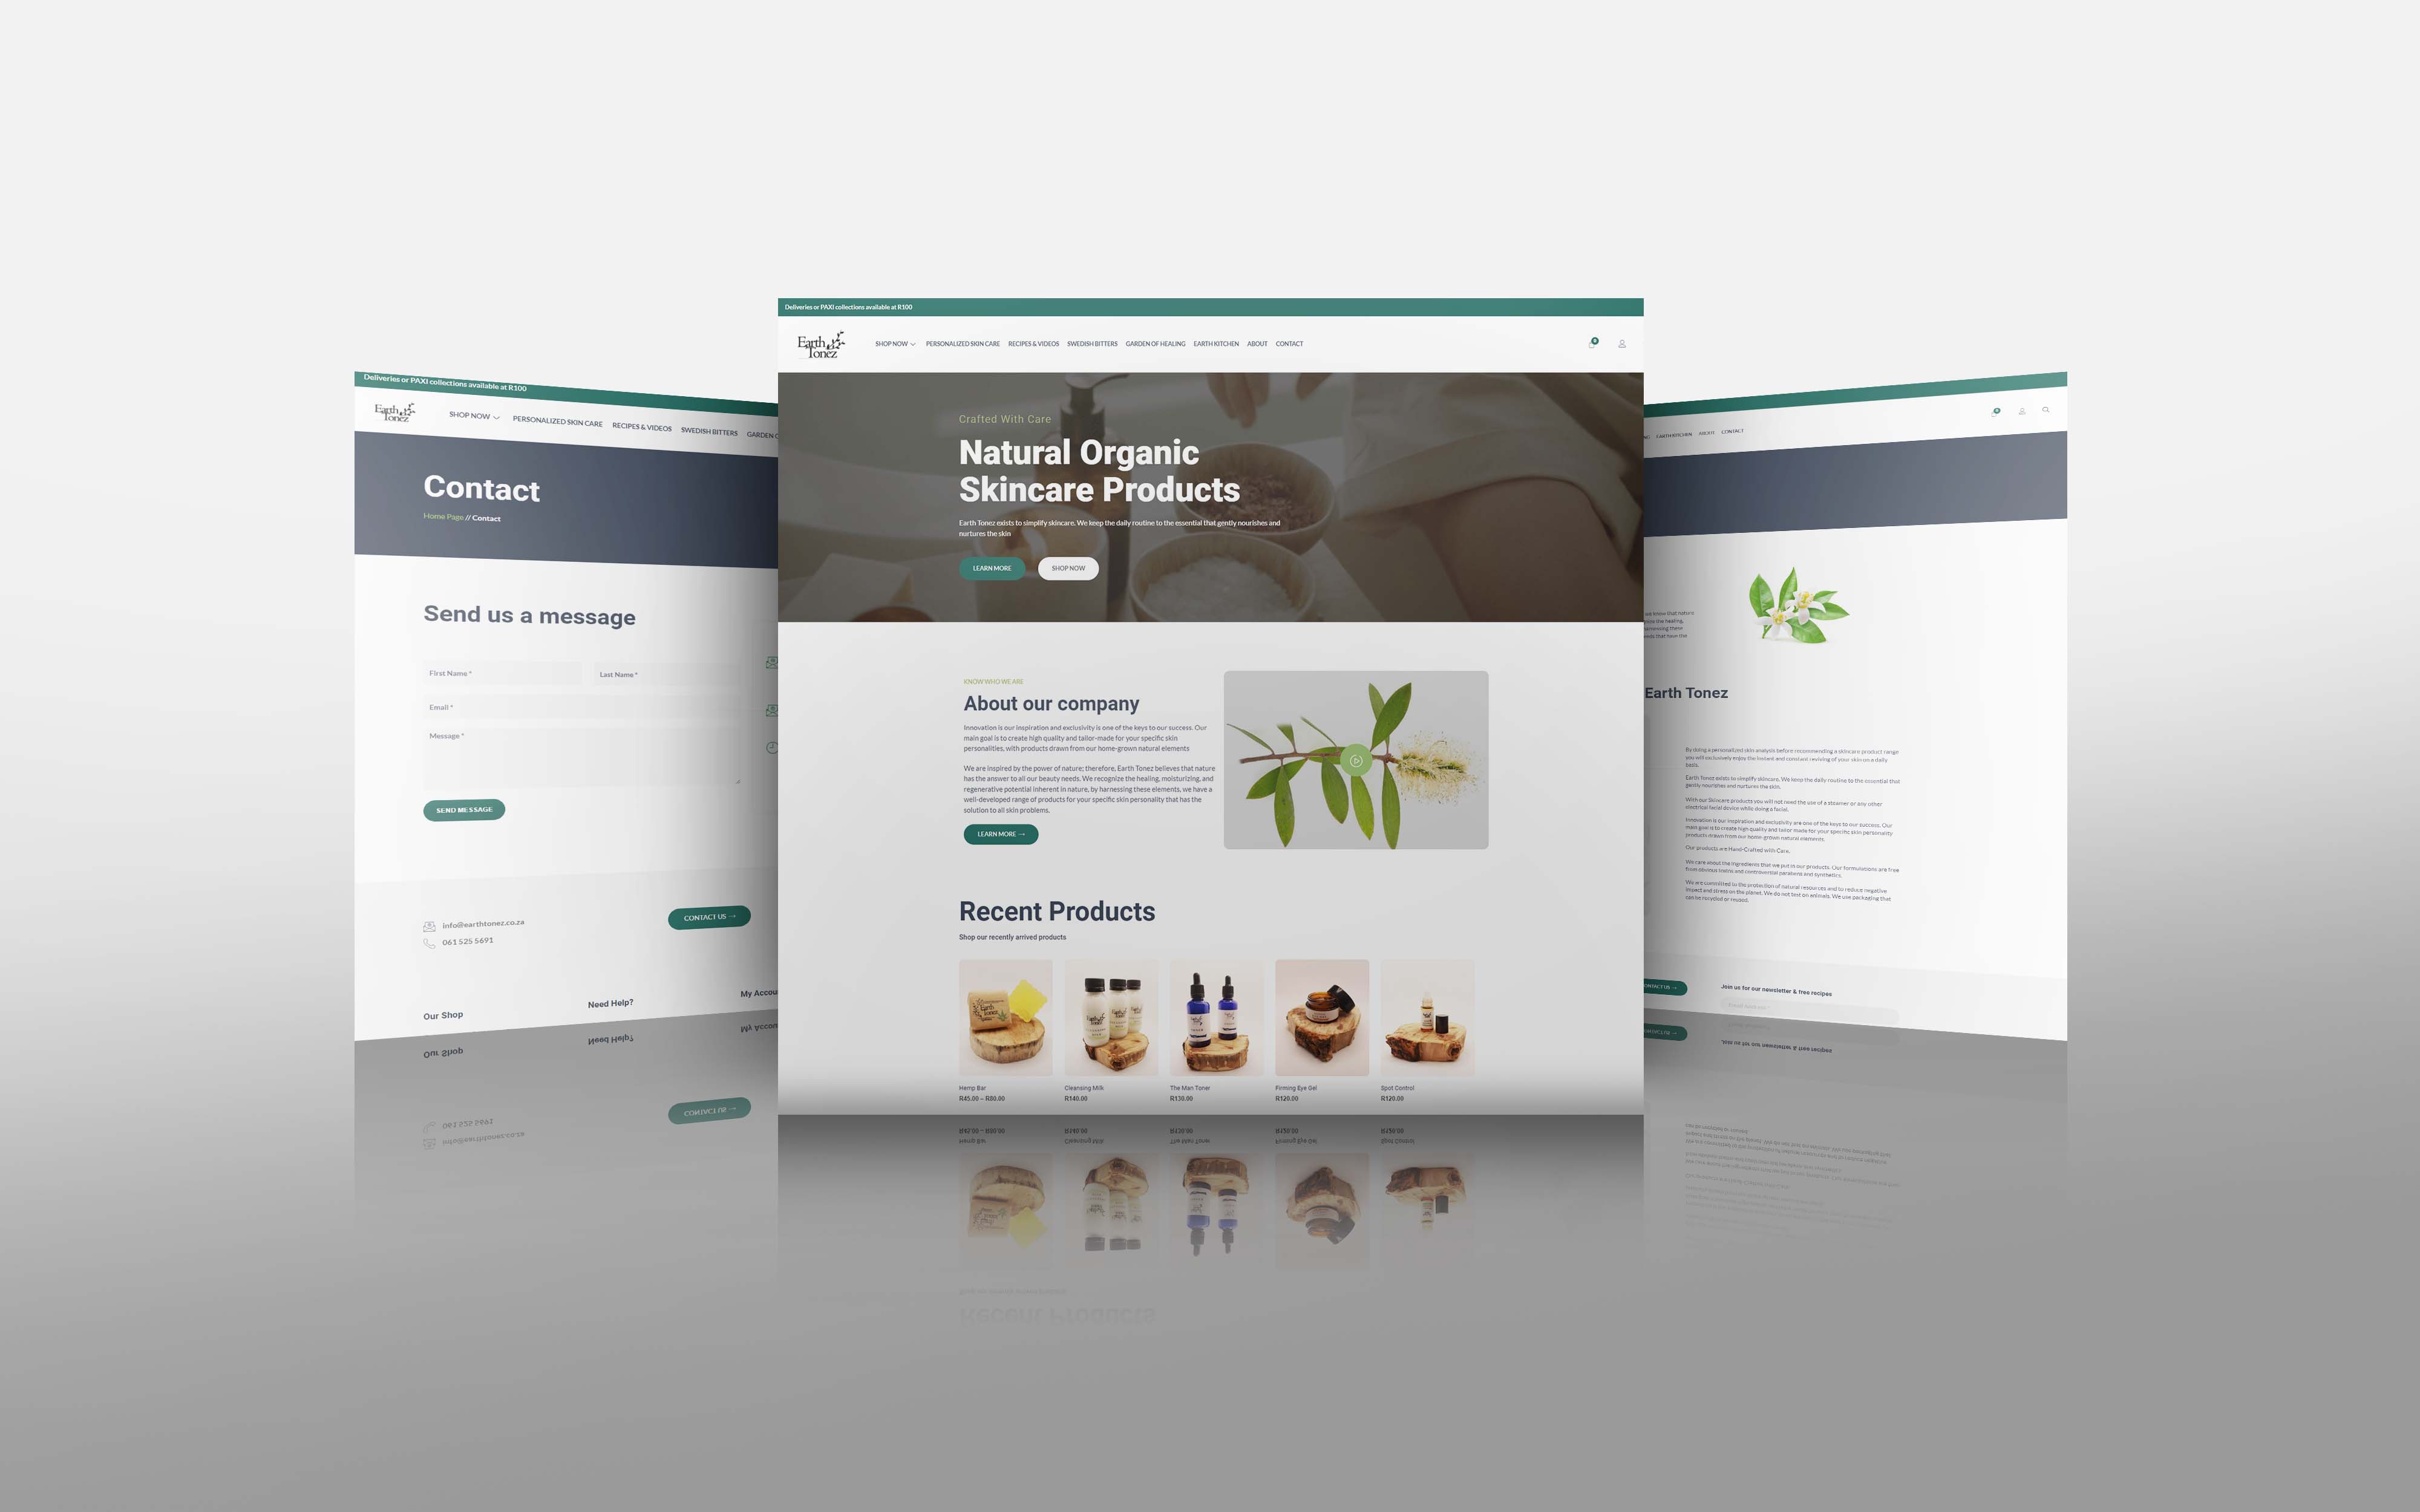 Deliveries or PAXI collections available at R100
Earth Tonez
SHOP NOW
PERSONALIZED SKIN CARE
RECIPES & VIDEOS
SWEDISH BITTERS
GARDEN
Contact
Home Page // Contact
Send us a message
First Name *
Last Name *
Email *
Message *
SEND MESSAGE
info@earthtonez.co.za
061 525 5691
CONTACT US →
Our Shop
Need Help?
My Accou
Deliveries or PAXI collections available at R100
Earth Tonez
SHOP NOW
PERSONALIZED SKIN CARE
RECIPES & VIDEOS
SWEDISH BITTERS
GARDEN OF HEALING
EARTH KITCHEN
ABOUT
CONTACT
0
Crafted With Care
Natural Organic
Skincare Products
Earth Tonez exists to simplify skincare. We keep the daily routine to the essential that gently nourishes and
nurtures the skin
LEARN MORE
SHOP NOW
KNOW WHO WE ARE
About our company
Innovation is our inspiration and exclusivity is one of the keys to our success. Our
main goal is to create high quality and tailor-made for your specific skin
personalities, with products drawn from our home-grown natural elements
We are inspired by the power of nature; therefore, Earth Tonez believes that nature
has the answer to all our beauty needs. We recognize the healing, moisturizing, and
regenerative potential inherent in nature, by harnessing these elements, we have a
well-developed range of products for your specific skin personality that has the
solution to all skin problems.
LEARN MORE →
Recent Products
Shop our recently arrived products
Hemp Bar
R45.00 – R80.00
Cleansing Milk
R140.00
The Man Toner
R130.00
Firming Eye Gel
R120.00
Spot Control
R120.00
EARTH KITCHEN
ABOUT
CONTACT
0
we know that nature
the healing,
harnessing these
that have the
Earth Tonez
By doing a personalized skin analysis before recommending a skincare product range
you will exclusively enjoy the instant and constant reviving of your skin on a daily
basis.
Earth Tonez exists to simplify skincare. We keep the daily routine to the essential that
gently nourishes and nurtures the skin.
With our Skincare products you will not need the use of a steamer or any other
electrical facial device while doing a facial.
Innovation is our inspiration and exclusivity are one of the keys to our success. Our
main goal is to create high quality and tailor made for your specific skin personality
products drawn from our home-grown natural elements.
Our products are Hand-Crafted with Care.
We care about the ingredients that we put in our products. Our formulations are free
from obvious toxins and controversial parabens and synthetics.
We are committed to the protection of natural resources and to reduce negative
impact and stress on the planet. We do not test on animals. We use packaging that
can be recycled or reused.
CONTACT US →
Join us for our newsletter & free recipes